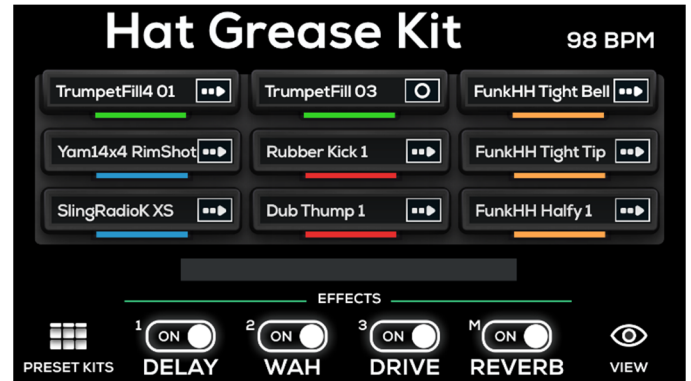 Hat Grease Kit
98 BPM
TrumpetFill4 01
TrumpetFill 03
FunkHH Tight Bell
Yam14x4 RimShot
Rubber Kick 1
FunkHH Tight Tip
SlingRadioK XS
Dub Thump 1
FunkHH Halfy 1
EFFECTS
1 ON
2 ON
3 ON
M ON
PRESET KITS
DELAY
WAH
DRIVE
REVERB
VIEW